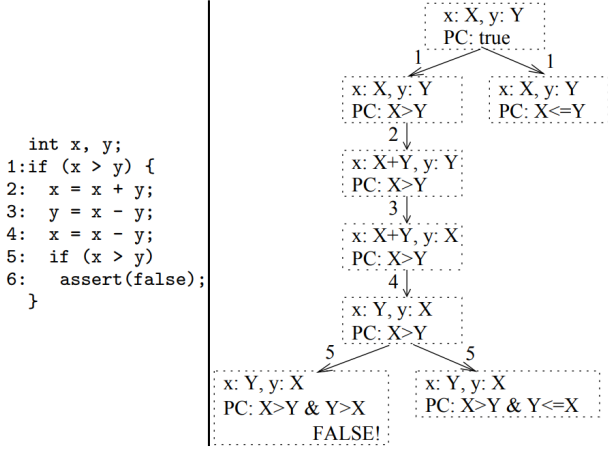 int x, y;
1:if (x > y) {
2:  x = x + y;
3:  y = x - y;
4:  x = x - y;
5:  if (x > y)
6:   assert(false);
}
x: X, y: Y
PC: true
1
1
x: X, y: Y
PC: X>Y
x: X, y: Y
PC: X<=Y
2
x: X+Y, y: Y
PC: X>Y
3
x: X+Y, y: X
PC: X>Y
4
x: Y, y: X
PC: X>Y
5
5
x: Y, y: X
PC: X>Y & Y>X
FALSE!
x: Y, y: X
PC: X>Y & Y<=X